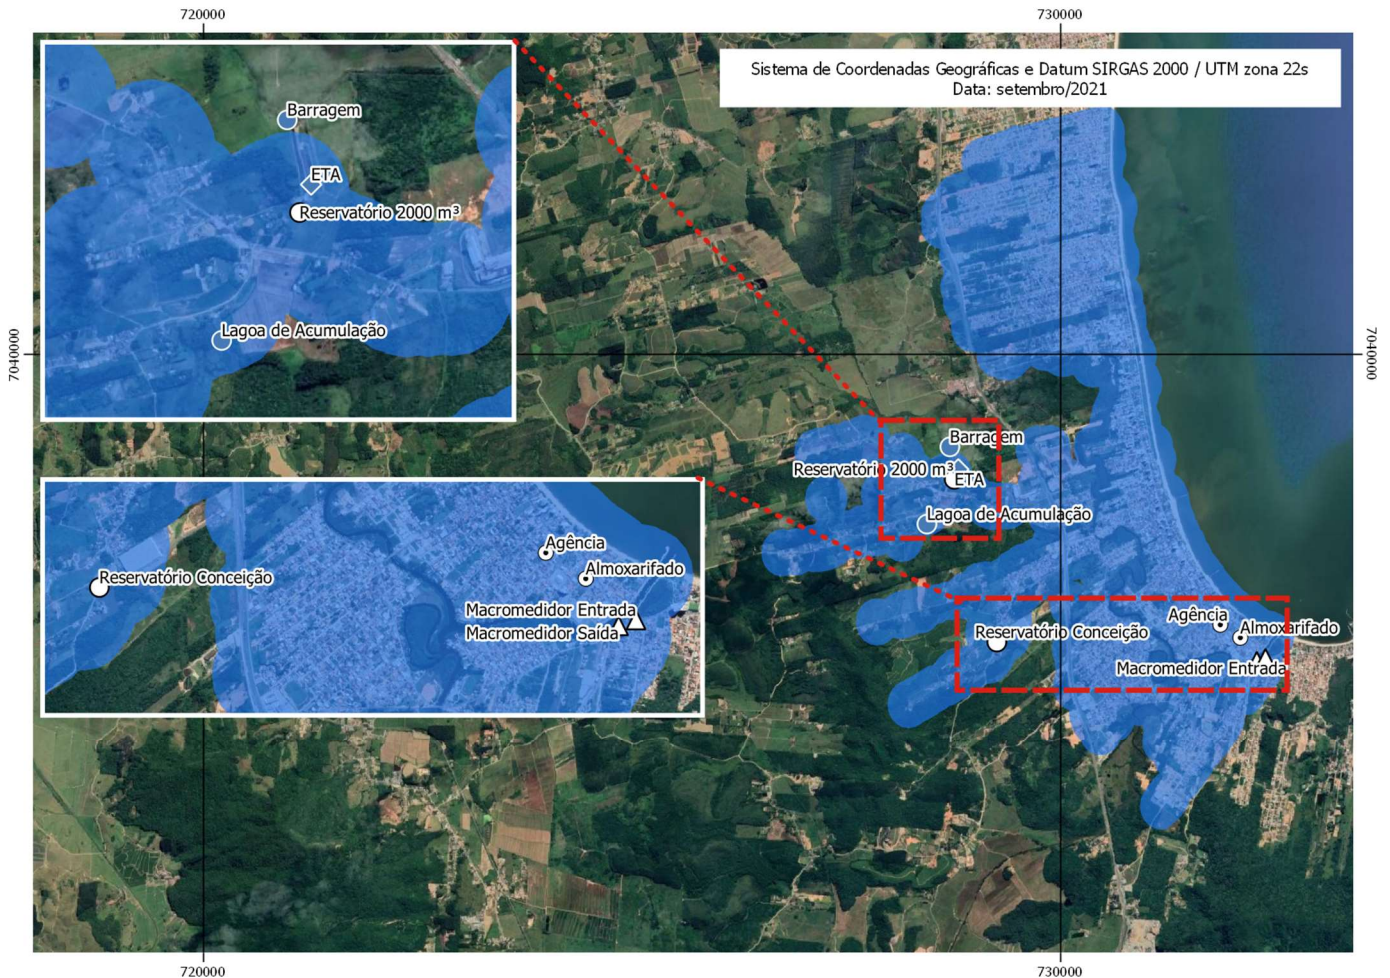 720000
730000
Sistema de Coordenadas Geográficas e Datum SIRGAS 2000 / UTM zona 22s
Data: setembro/2021
Barragem
ETA
Reservatório 2000 m³
Lagoa de Acumulação
7040000
7040000
Barragem
Reservatório 2000 m³
ETA
Lagoa de Acumulação
Agência
Almoxarifado
Reservatório Conceição
Macromedidor Entrada
Macromedidor Saída
Agência
Almoxarifado
Reservatório Conceição
Macromedidor Entrada
720000
730000